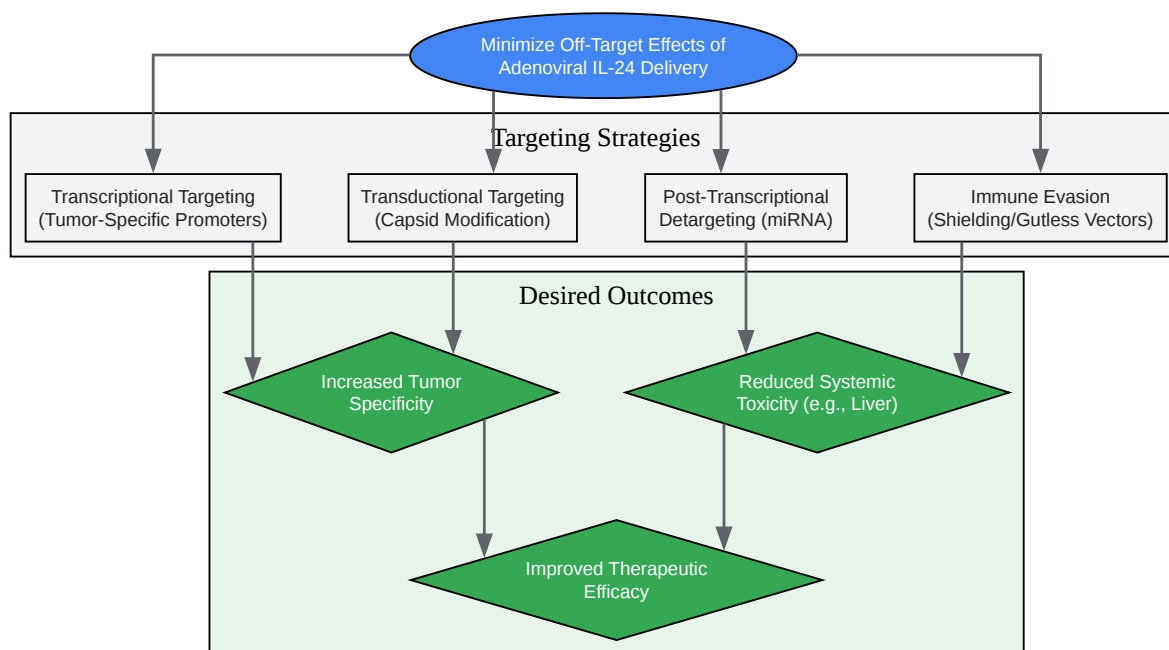 Minimize Off-Target Effects of
Adenoviral IL-24 Delivery
Targeting Strategies
Transcriptional Targeting
(Tumor-Specific Promoters)
Transductional Targeting
(Capsid Modification)
Post-Transcriptional
Detargeting (miRNA)
Immune Evasion
(Shielding/Gutless Vectors)
Desired Outcomes
Increased Tumor
Specificity
Reduced Systemic
Toxicity (e.g., Liver)
Improved Therapeutic
Efficacy